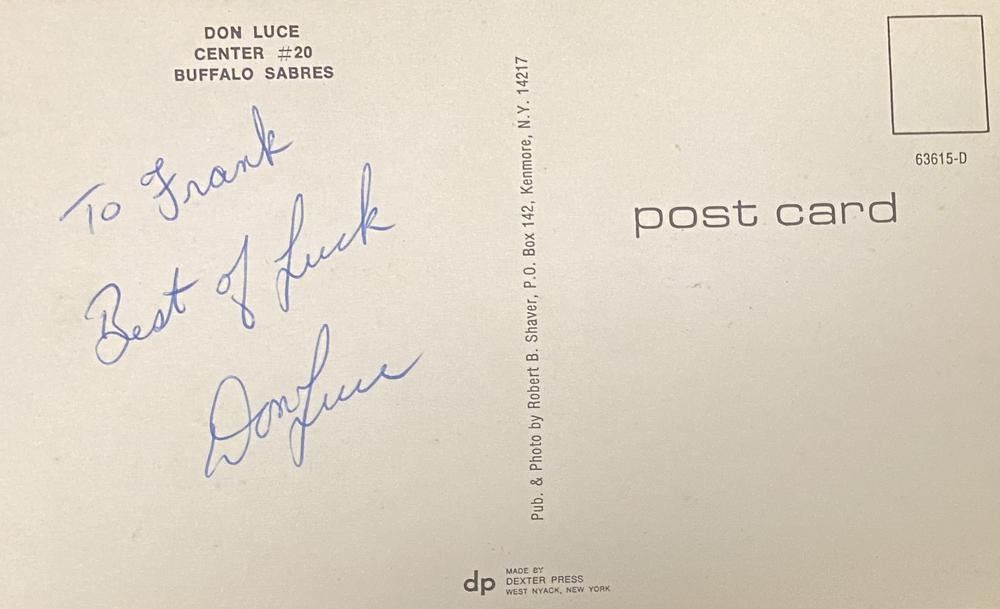 DON LUCE
CENTER #20
BUFFALO SABRES
To Frank
Best of Luck
Don Luce
Pub. & Photo by Robert B. Shaver, P.O. Box 142, Kenmore, N.Y. 14217
63615-D
post card
dp
MADE BY
DEXTER PRESS
WEST NYACK, NEW YORK